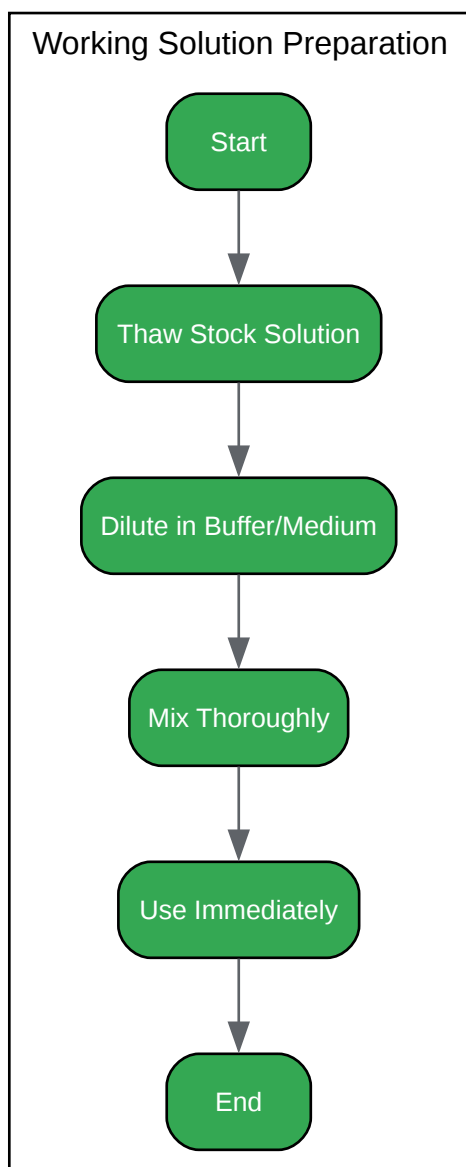 Working Solution Preparation
Start
Thaw Stock Solution
Dilute in Buffer/Medium
Mix Thoroughly
Use Immediately
End